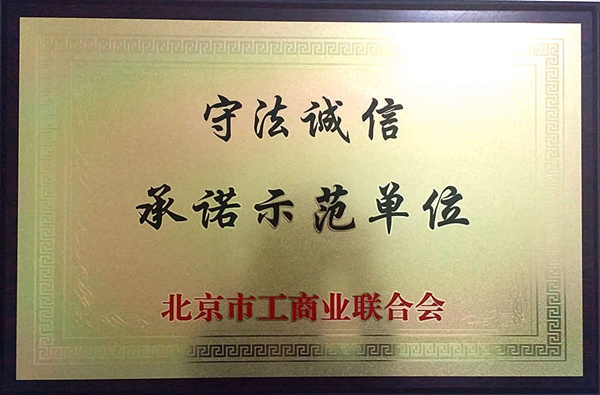 守法诚信
承诺示范单位
北京市工商业联合会